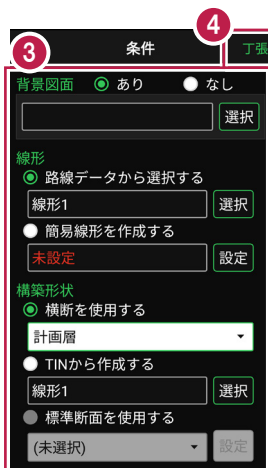 3
4
条件
丁張
背景図面 あり なし
選択
線形
路線データから選択する
線形1 選択
簡易線形を作成する
未設定 設定
構築形状
横断を使用する
計画層
TINから作成する
線形1 選択
標準断面を使用する
(未選択) 設定